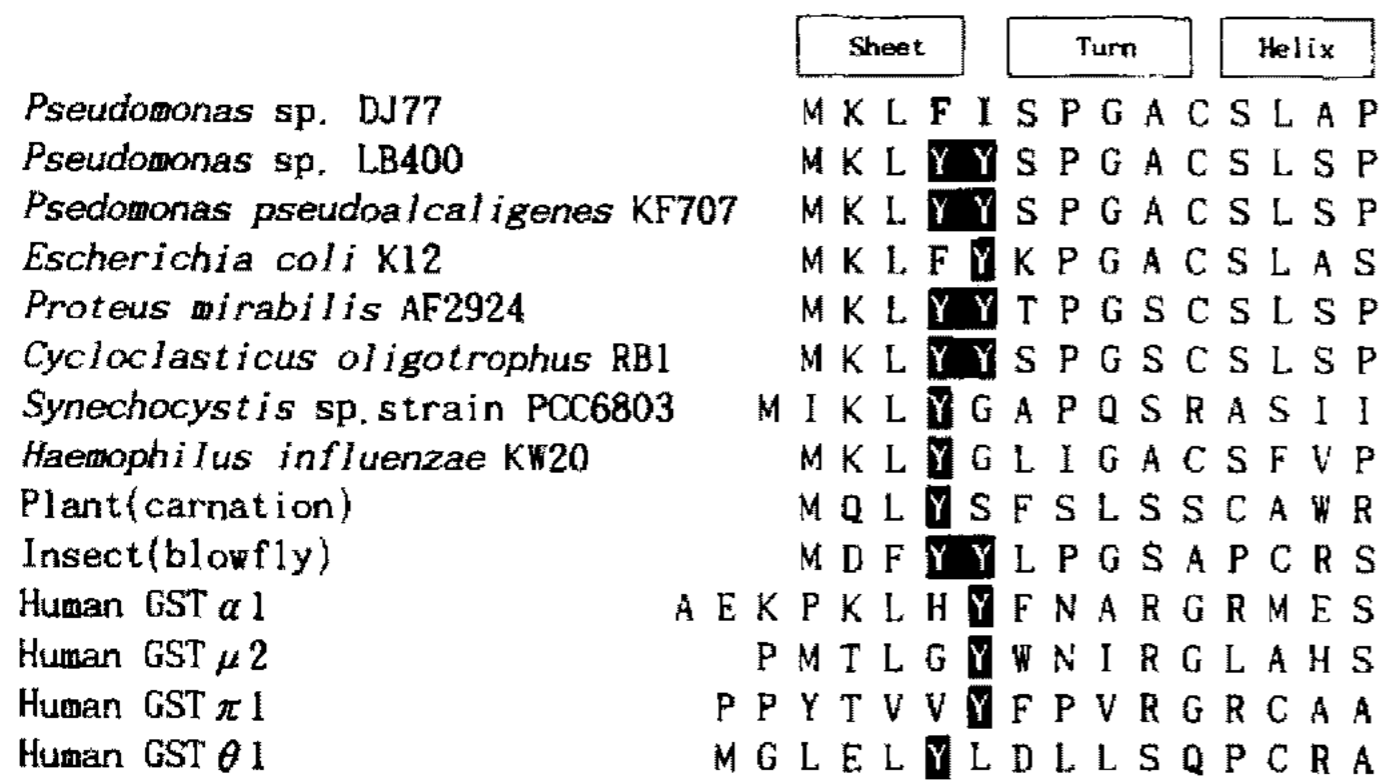 Sheet Turn Helix
Pseudomonas sp. DJ77 M K L F I S P G A C S L A P
Pseudomonas sp. LB400 M K L Y Y S P G A C S L S P
Psedomonas pseudoalcaligenes KF707 M K L Y Y S P G A C S L S P
Escherichia coli K12 M K L F Y K P G A C S L A S
Proteus mirabilis AF2924 M K L Y Y T P G S C S L S P
Cycloclasticus oligotrophus RB1 M K L Y Y S P G S C S L S P
Synechocystis sp.strain PCC6803 M I K L Y G A P Q S R A S I I
Haemophilus influenzae KW20 M K L Y G L I G A C S F V P
Plant(carnation) M Q L Y S F S L S S C A W R
Insect(blowfly) M D F Y Y L P G S A P C R S
Human GST α1 A E K P K L H Y F N A R G R M E S
Human GST μ2 P M T L G Y W N I R G L A H S
Human GST π1 P P Y T V V Y F P V R G R C A A
Human GST θ1 M G L E L Y L D L L S Q P C R A